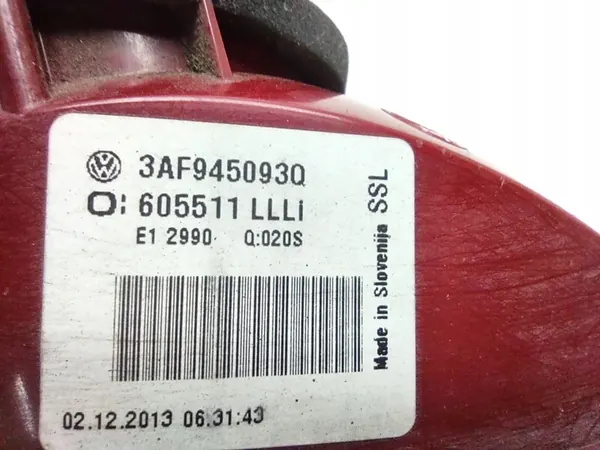 3AF945093Q
O: 605511 LLLi
E1 2990 Q:020S
02.12.2013 06.31:43
Made in Slovenija SSL